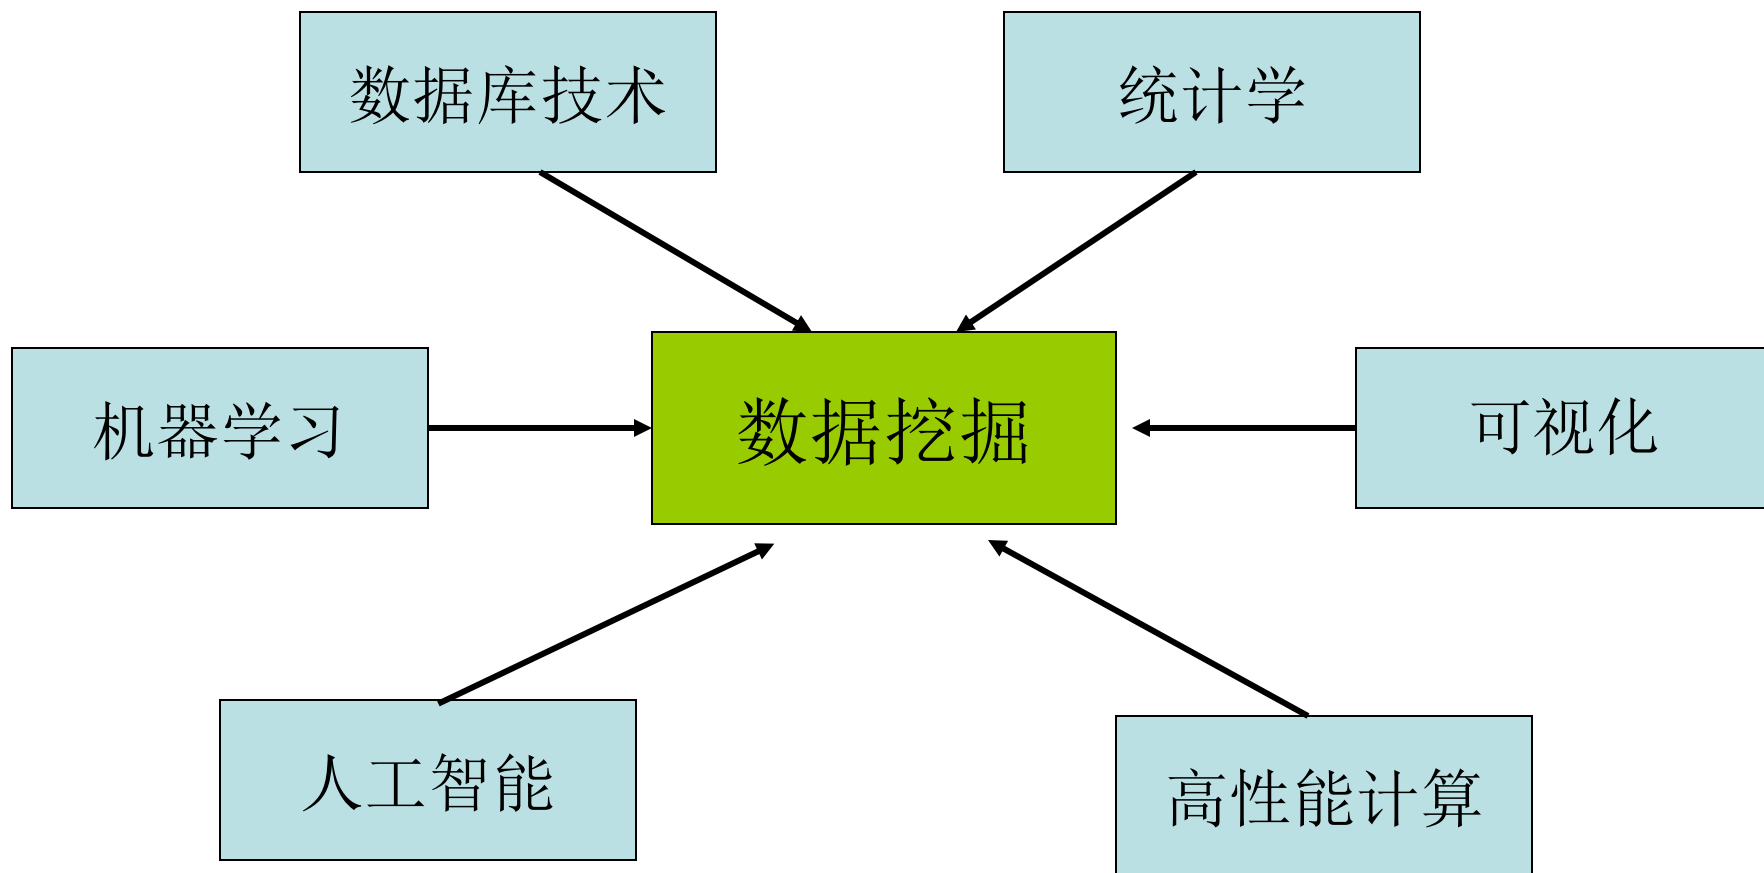 数据库技术
统计学
机器学习
数据挖掘
可视化
人工智能
高性能计算